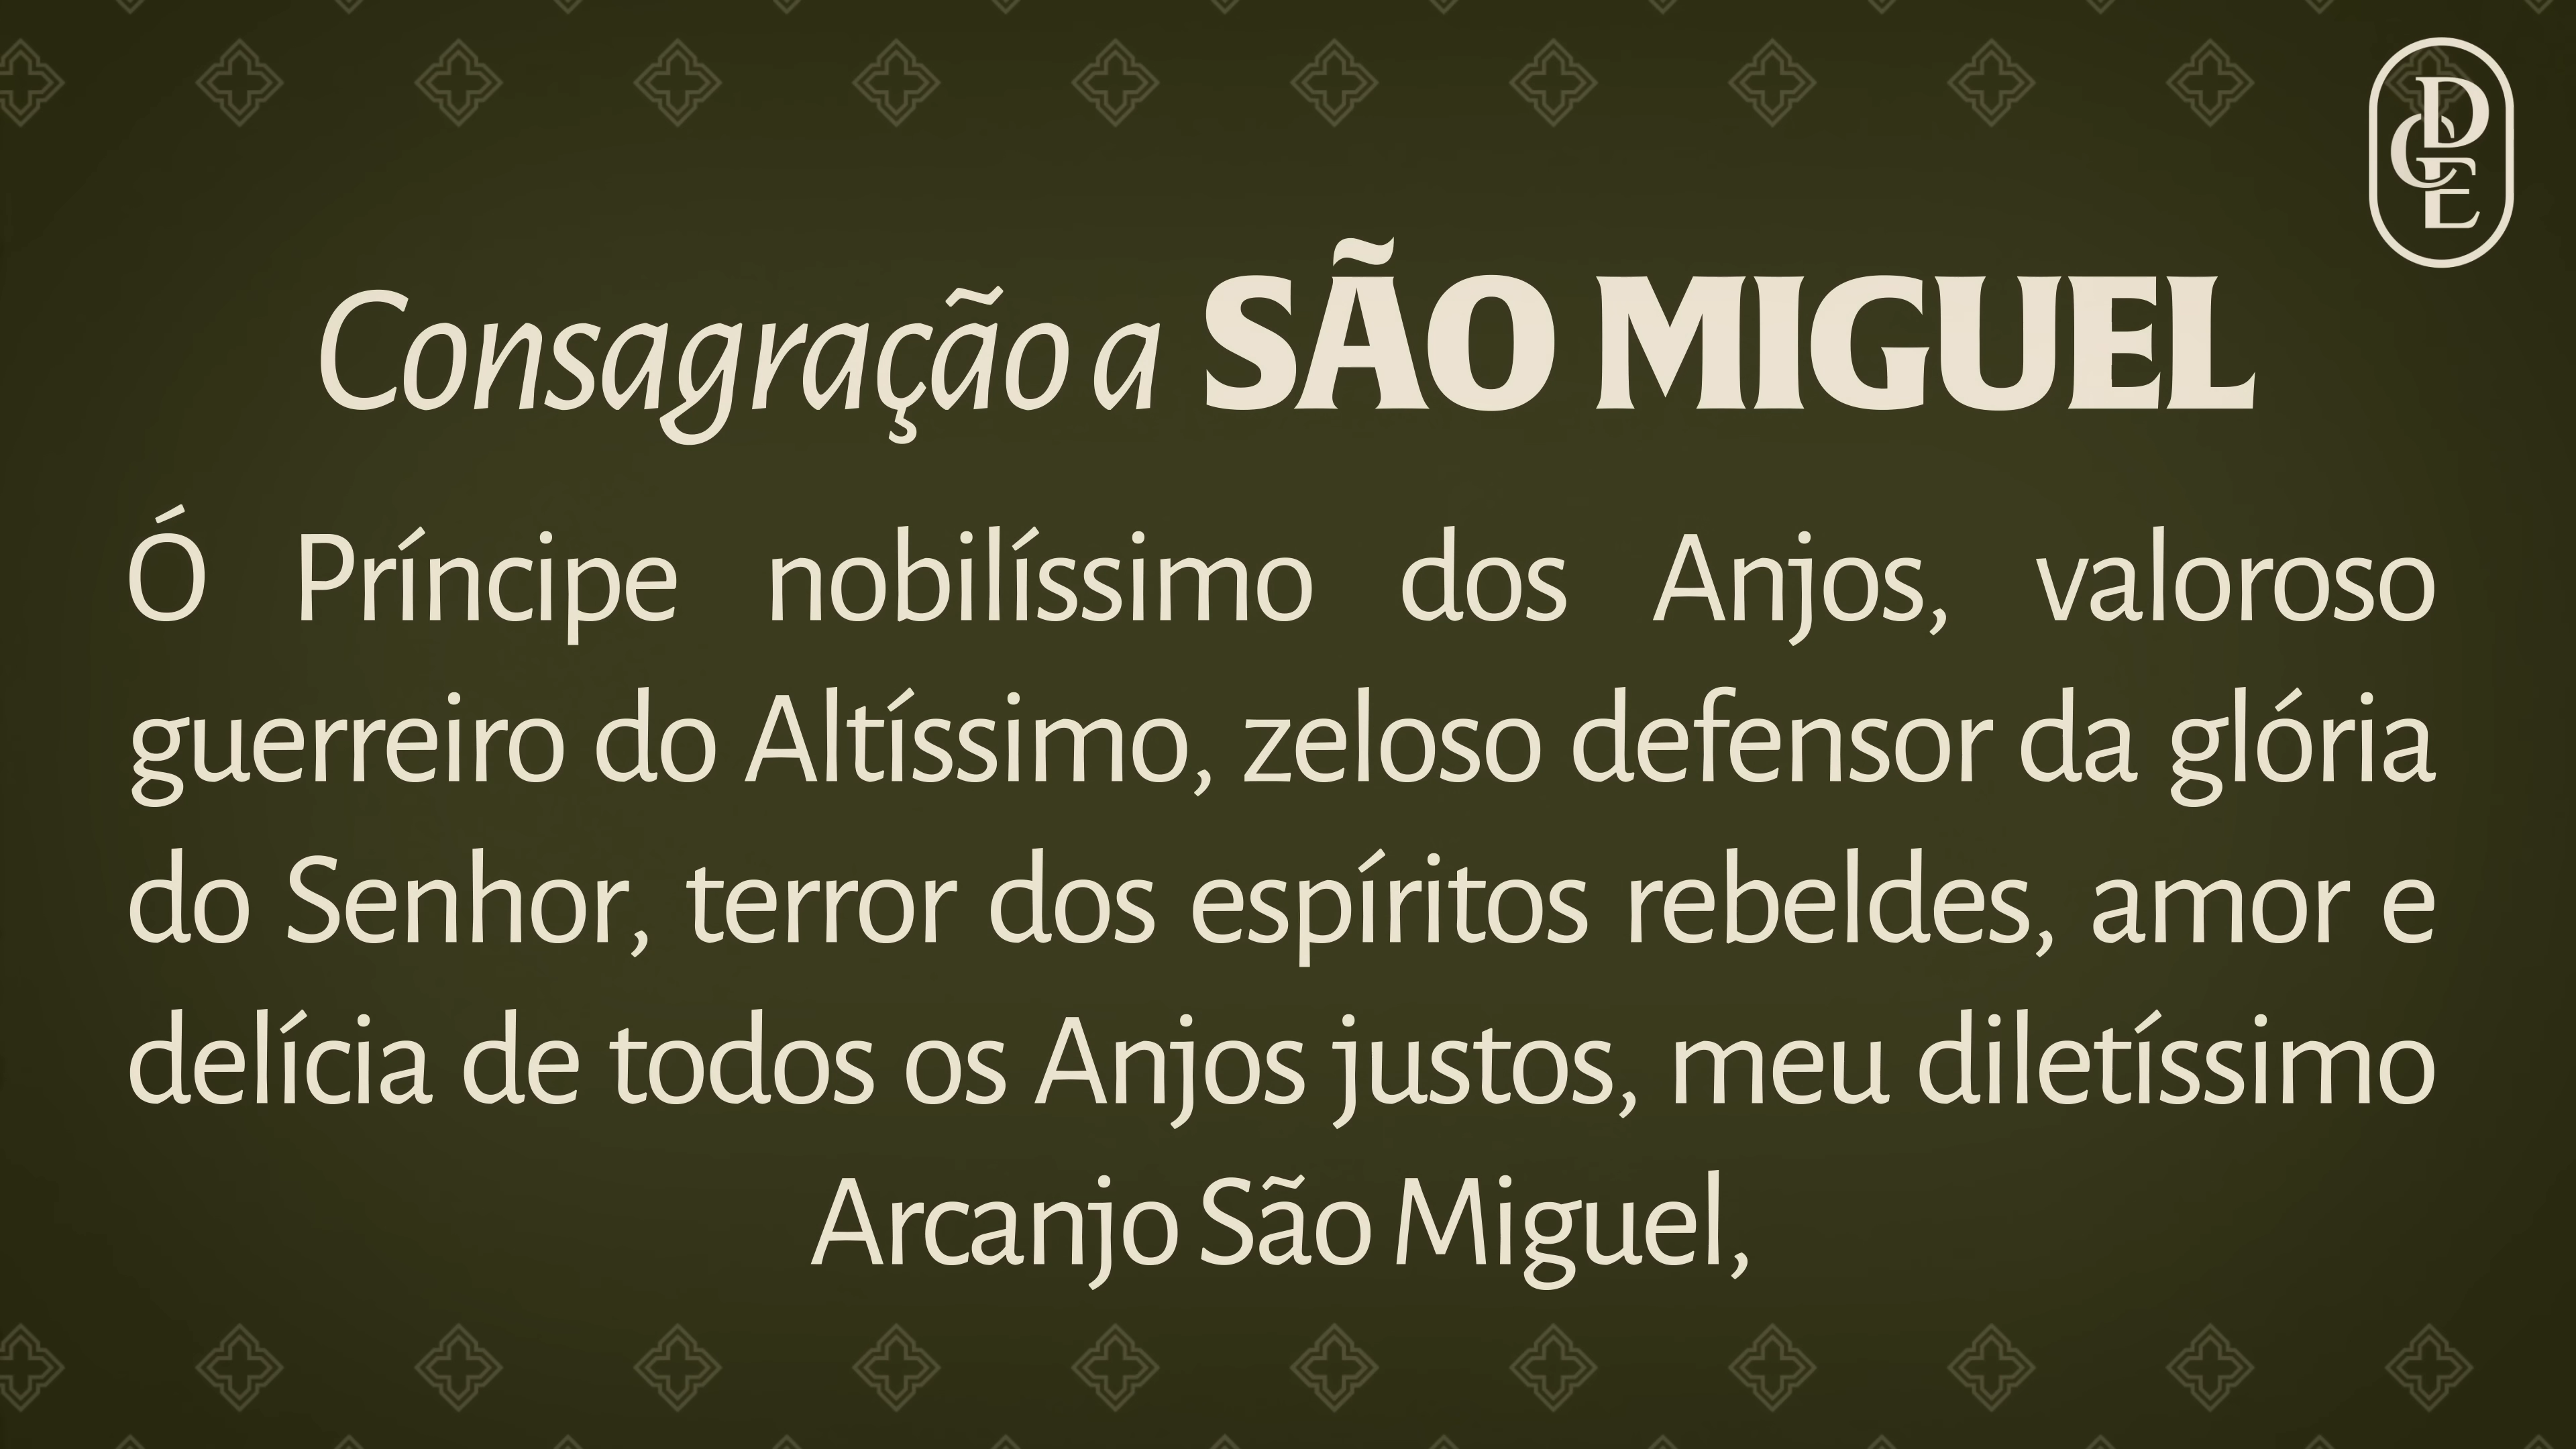 DCE
Consagração a SÃO MIGUEL
Ó Príncipe nobilíssimo dos Anjos, valoroso
guerreiro do Altíssimo, zeloso defensor da glória
do Senhor, terror dos espíritos rebeldes, amor e
delícia de todos os Anjos justos, meu diletíssimo
Arcanjo São Miguel,